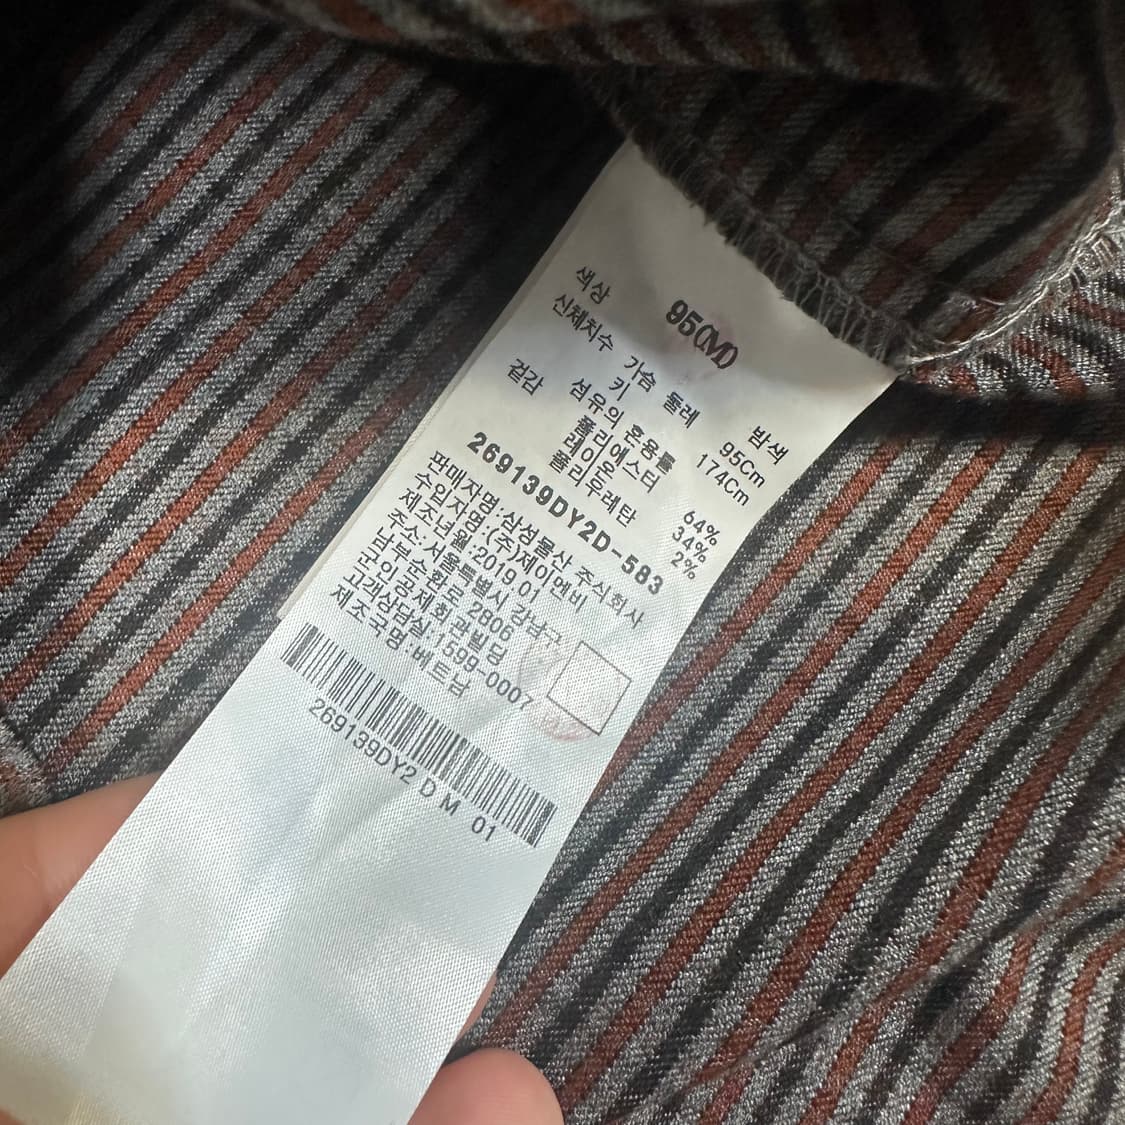 95(M)
색상 밤색
신체치수 가슴 둘레 95Cm
키 174Cm
섬유의 혼용률
겉감 폴리에스터 64%
레이온 34%
폴리우레탄 2%
269139DY2D-583
판매자명:삼성물산 주식회사
수입자명:(주)제이엔비
제조년월:2019 01
주소:서울특별시 강남구
남부순환로 2806
군인공제회관빌딩
고객상담실:1599-0007
제조국명:베트남
269139DY2 D M 01